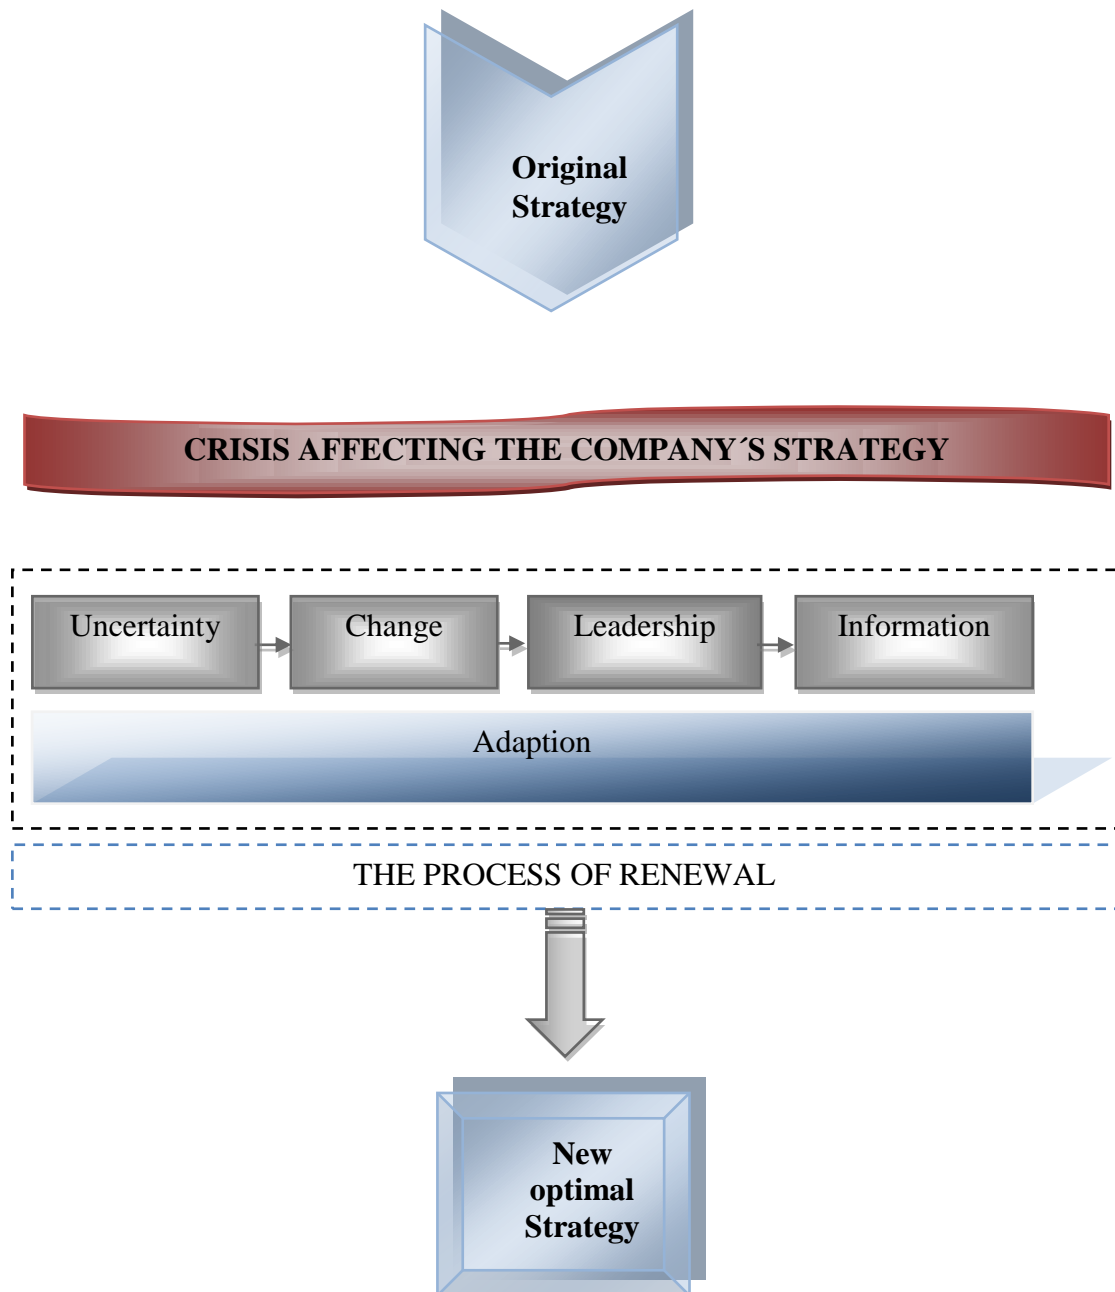 Original
Strategy
CRISIS AFFECTING THE COMPANY´S STRATEGY
Uncertainty
Change
Leadership
Information
Adaption
THE PROCESS OF RENEWAL
New
optimal
Strategy